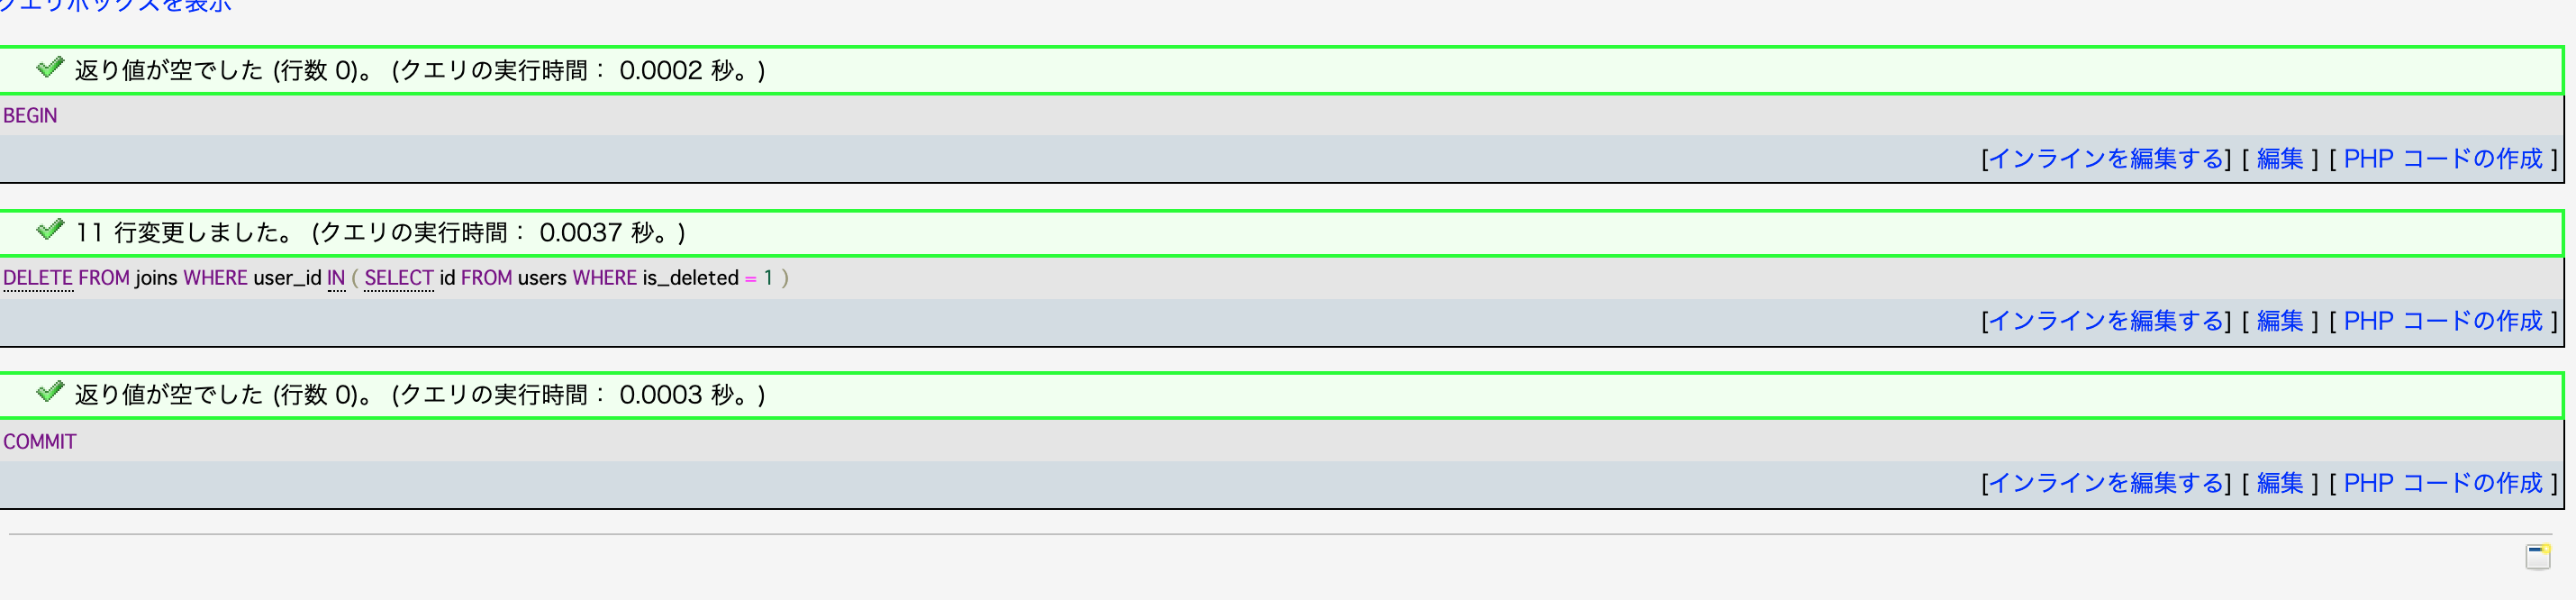 クエリボックスを表示
返り値が空でした (行数 0)。 (クエリの実行時間： 0.0002 秒。)
BEGIN
[インラインを編集する] [ 編集 ] [ PHP コードの作成 ]
11 行変更しました。 (クエリの実行時間： 0.0037 秒。)
DELETE FROM joins WHERE user_id IN ( SELECT id FROM users WHERE is_deleted = 1 )
[インラインを編集する] [ 編集 ] [ PHP コードの作成 ]
返り値が空でした (行数 0)。 (クエリの実行時間： 0.0003 秒。)
COMMIT
[インラインを編集する] [ 編集 ] [ PHP コードの作成 ]